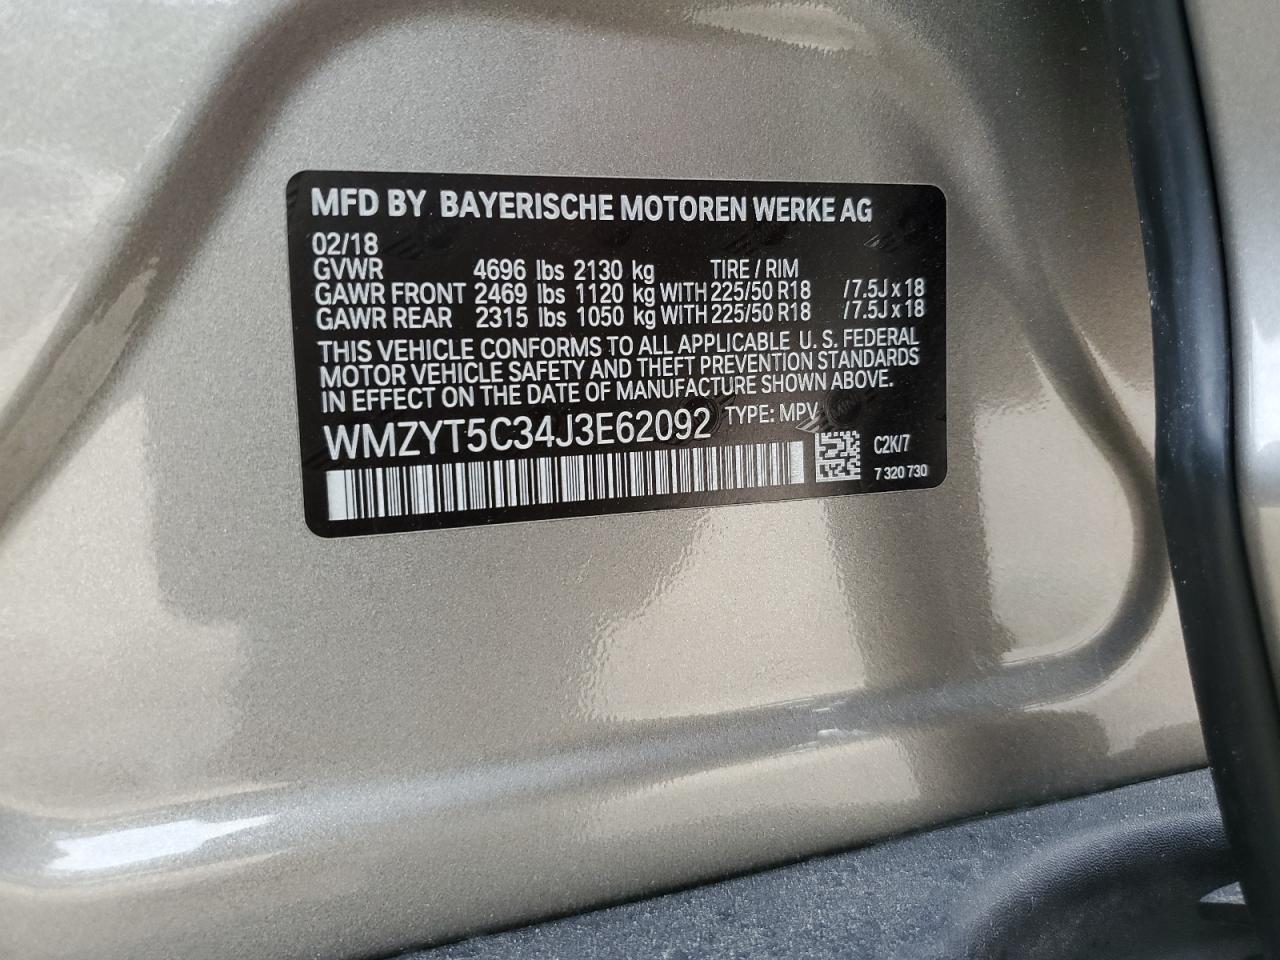 MFD BY BAYERISCHE MOTOREN WERKE AG
02/18
GVWR 4696 lbs 2130 kg TIRE / RIM
GAWR FRONT 2469 lbs 1120 kg WITH 225/50 R18 /7.5J x 18
GAWR REAR 2315 lbs 1050 kg WITH 225/50 R18 /7.5J x 18
THIS VEHICLE CONFORMS TO ALL APPLICABLE U. S. FEDERAL
MOTOR VEHICLE SAFETY AND THEFT PREVENTION STANDARDS
IN EFFECT ON THE DATE OF MANUFACTURE SHOWN ABOVE.
WMZYT5C34J3E62092 TYPE: MPV
C2K/7
7 320 730